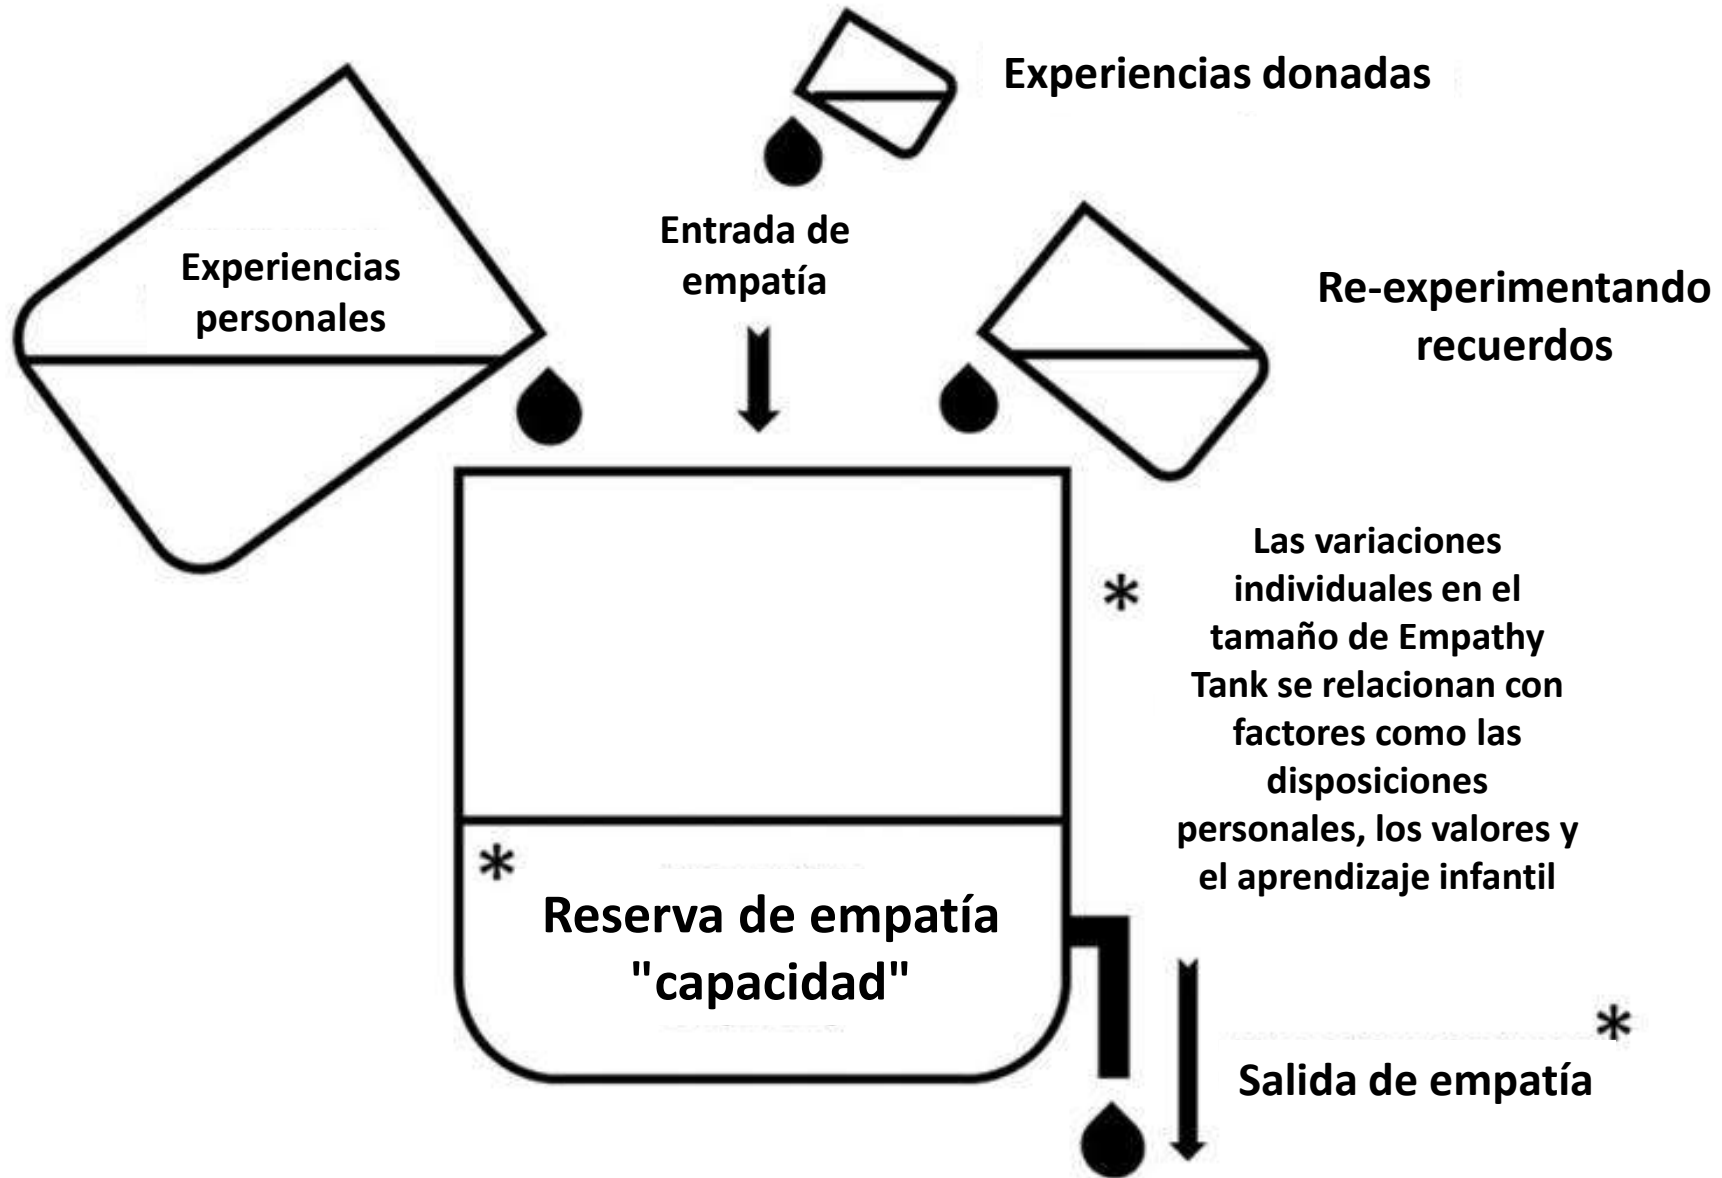 Experiencias donadas
Entrada de
empatía
Experiencias
personales
Re-experimentando
recuerdos
*
Las variaciones
individuales en el
tamaño de Empathy
Tank se relacionan con
factores como las
disposiciones
personales, los valores y
el aprendizaje infantil
*
Reserva de empatía
"capacidad"
*
Salida de empatía